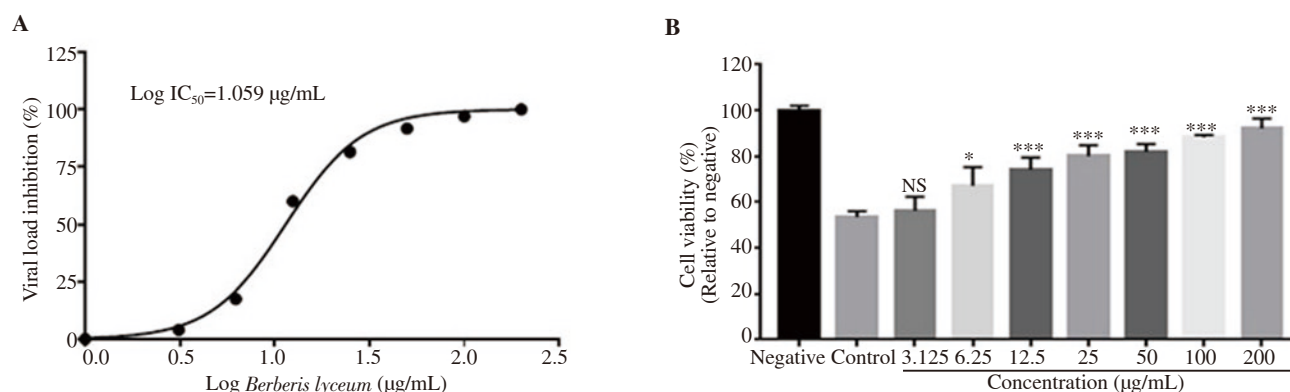 A
125
100
75
50
25
0
Viral load inhibition (%)
Log IC₅₀=1.059 μg/mL
0.0 0.5 1.0 1.5 2.0 2.5
Log Berberis lyceum (μg/mL)
B
120
100
80
60
40
20
0
Cell viability (%)
(Relative to negative)
NS * *** *** *** *** ***
Negative Control 3.125 6.25 12.5 25 50 100 200
Concentration (μg/mL)